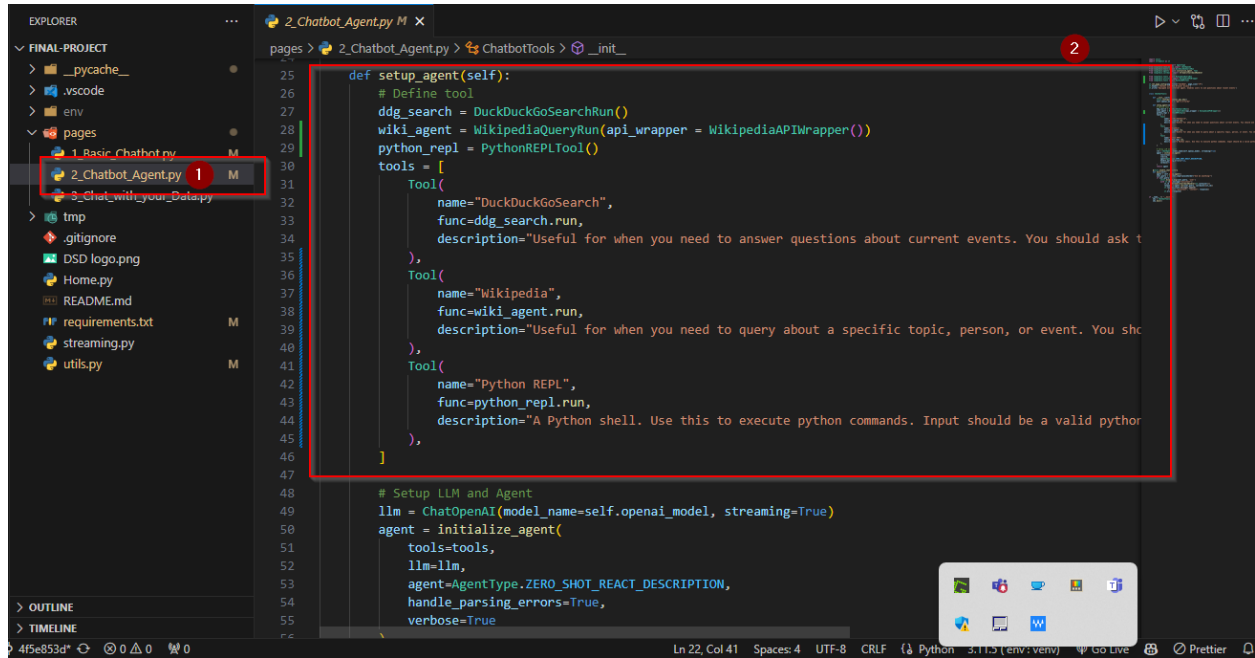 EXPLORER
2_Chatbot_Agent.py M
FINAL-PROJECT
pages > 2_Chatbot_Agent.py > ChatbotTools > __init__
2
__pycache__
.vscode
env
pages
1_Basic_Chatbot.py M
2_Chatbot_Agent.py 1 M
3_Chat_with_your_Data.py
tmp
.gitignore
DSD logo.png
Home.py
README.md
requirements.txt M
streaming.py
utils.py M
OUTLINE
TIMELINE
25 def setup_agent(self):
26 # Define tool
27 ddg_search = DuckDuckGoSearchRun()
28 wiki_agent = WikipediaQueryRun(api_wrapper = WikipediaAPIWrapper())
29 python_repl = PythonREPLTool()
30 tools = [
31 Tool(
32 name="DuckDuckGoSearch",
33 func=ddg_search.run,
34 description="Useful for when you need to answer questions about current events. You should ask t
35 ),
36 Tool(
37 name="Wikipedia",
38 func=wiki_agent.run,
39 description="Useful for when you need to query about a specific topic, person, or event. You sho
40 ),
41 Tool(
42 name="Python REPL",
43 func=python_repl.run,
44 description="A Python shell. Use this to execute python commands. Input should be a valid python
45 ),
46 ]
47
48 # Setup LLM and Agent
49 llm = ChatOpenAI(model_name=self.openai_model, streaming=True)
50 agent = initialize_agent(
51 tools=tools,
52 llm=llm,
53 agent=AgentType.ZERO_SHOT_REACT_DESCRIPTION,
54 handle_parsing_errors=True,
55 verbose=True
4f5e853d* 0 0 0 Ln 22, Col 41 Spaces: 4 UTF-8 CRLF Python 3.11.5 ('env': venv) Go Live Prettier